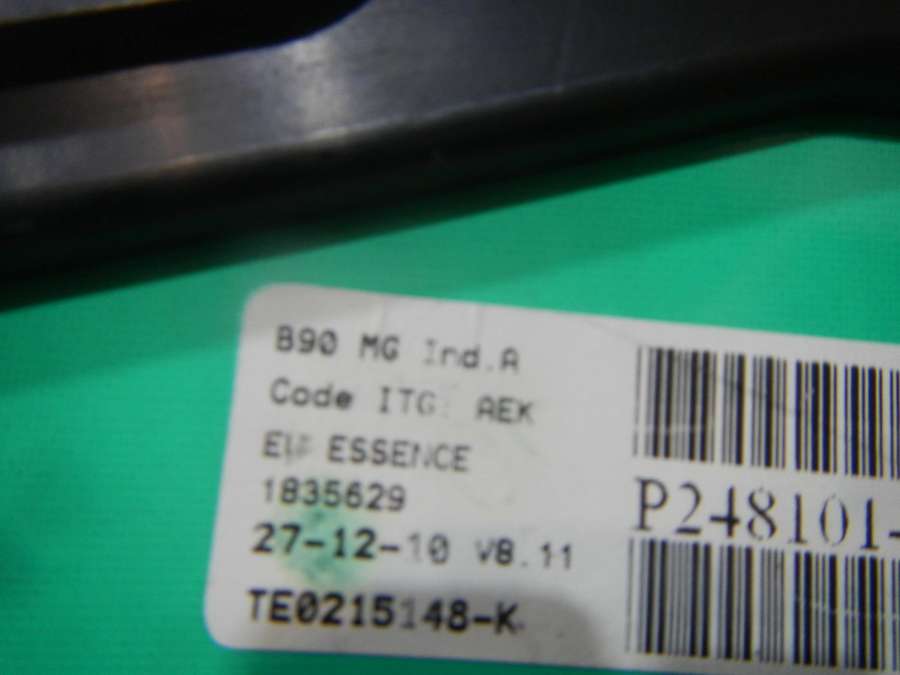 B90 MG Ind.A
Code ITG: AEK
ESSENCE
1835629
27-12-10 v8.11
TE0215148-K
P248101-